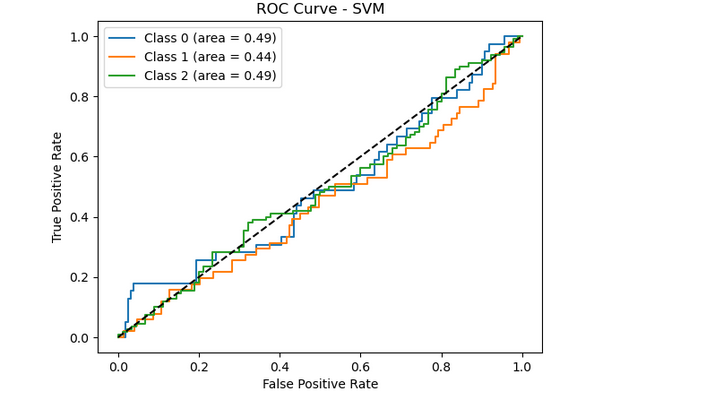 ROC Curve - SVM
Class 0 (area = 0.49)
Class 1 (area = 0.44)
Class 2 (area = 0.49)
True Positive Rate
1.0
0.8
0.6
0.4
0.2
0.0
0.0 0.2 0.4 0.6 0.8 1.0
False Positive Rate